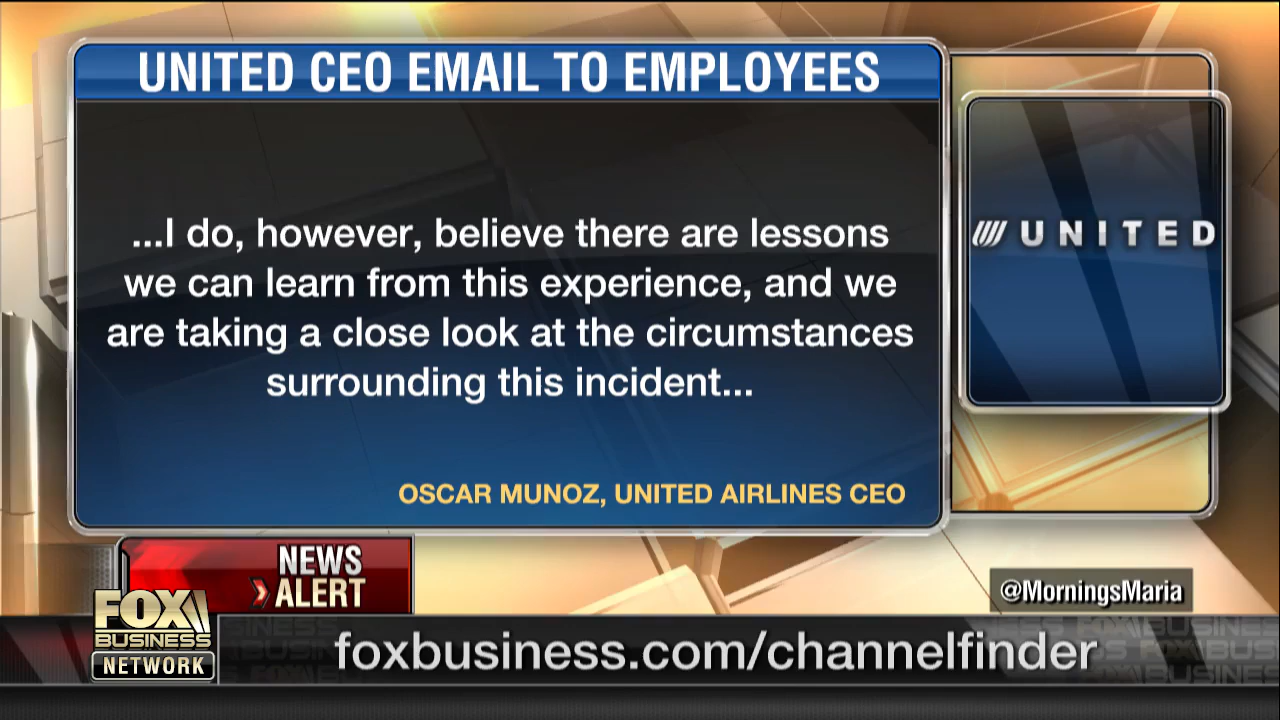 UNITED CEO EMAIL TO EMPLOYEES
...I do, however, believe there are lessons
we can learn from this experience, and we
are taking a close look at the circumstances
surrounding this incident...
OSCAR MUNOZ, UNITED AIRLINES CEO
UNITED
NEWS
ALERT
@MorningsMaria
FOX
BUSINESS
NETWORK
foxbusiness.com/channelfinder